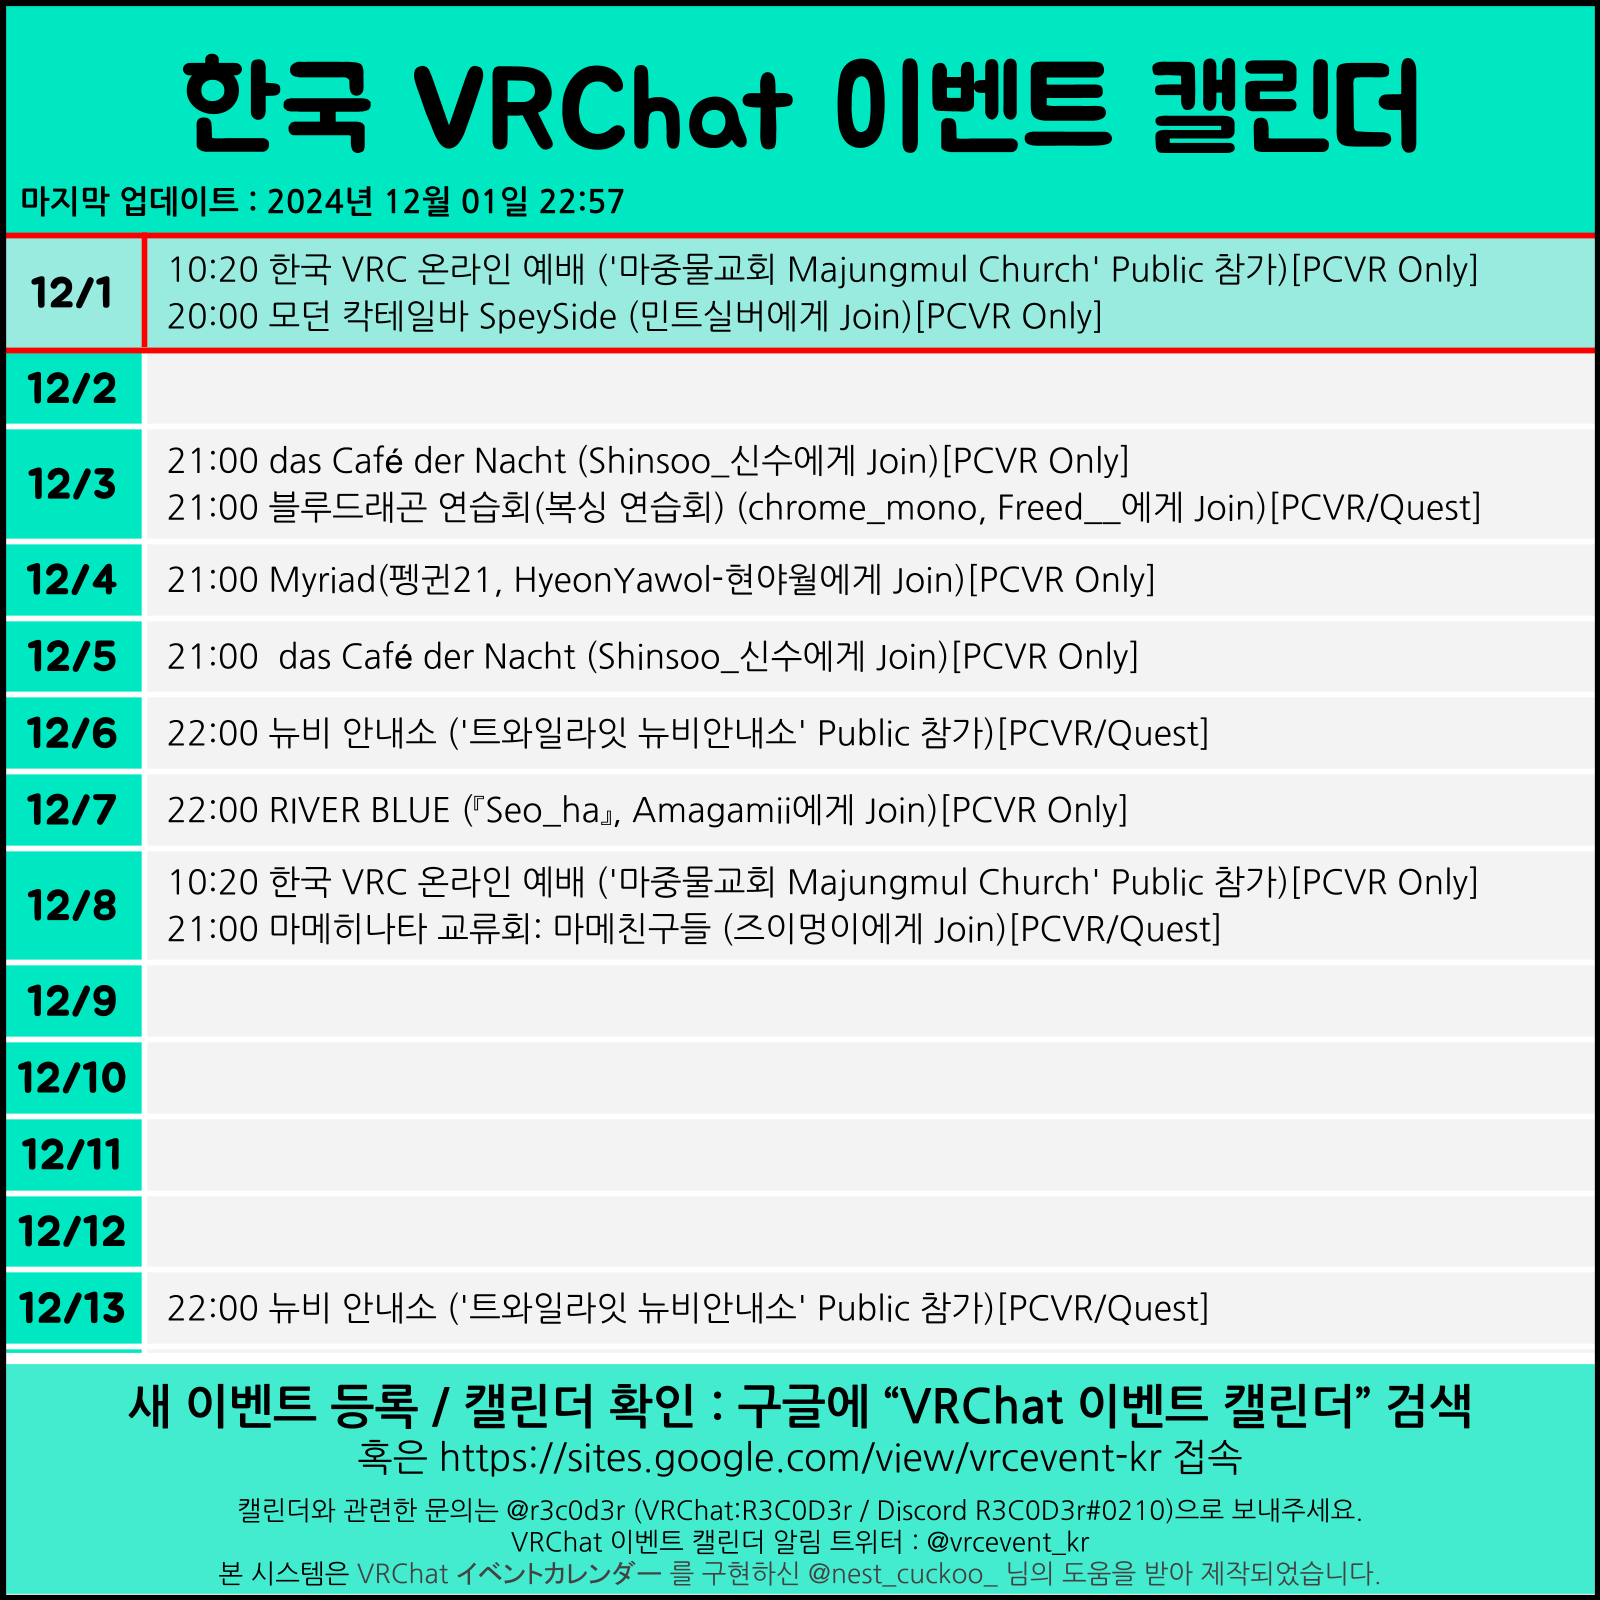 한국 VRChat 이벤트 캘린더
마지막 업데이트 : 2024년 12월 01일 22:57
12/1
10:20 한국 VRC 온라인 예배 ('마중물교회 Majungmul Church' Public 참가)[PCVR Only]
20:00 모던 칵테일바 SpeySide (민트실버에게 Join)[PCVR Only]
12/2
12/3
21:00 das Café der Nacht (Shinsoo_신수에게 Join)[PCVR Only]
21:00 블루드래곤 연습회(복싱 연습회) (chrome_mono, Freed__에게 Join)[PCVR/Quest]
12/4
21:00 Myriad(펭귄21, HyeonYawol-현야월에게 Join)[PCVR Only]
12/5
21:00  das Café der Nacht (Shinsoo_신수에게 Join)[PCVR Only]
12/6
22:00 뉴비 안내소 ('트와일라잇 뉴비안내소' Public 참가)[PCVR/Quest]
12/7
22:00 RIVER BLUE (『Seo_ha』, Amagamii에게 Join)[PCVR Only]
12/8
10:20 한국 VRC 온라인 예배 ('마중물교회 Majungmul Church' Public 참가)[PCVR Only]
21:00 마메히나타 교류회: 마메친구들 (즈이멍이에게 Join)[PCVR/Quest]
12/9
12/10
12/11
12/12
12/13
22:00 뉴비 안내소 ('트와일라잇 뉴비안내소' Public 참가)[PCVR/Quest]
새 이벤트 등록 / 캘린더 확인 : 구글에 “VRChat 이벤트 캘린더” 검색
혹은 https://sites.google.com/view/vrcevent-kr 접속
캘린더와 관련한 문의는 @r3c0d3r (VRChat:R3C0D3r / Discord R3C0D3r#0210)으로 보내주세요.
VRChat 이벤트 캘린더 알림 트위터 : @vrcevent_kr
본 시스템은 VRChat イベントカレンダー 를 구현하신 @nest_cuckoo_ 님의 도움을 받아 제작되었습니다.